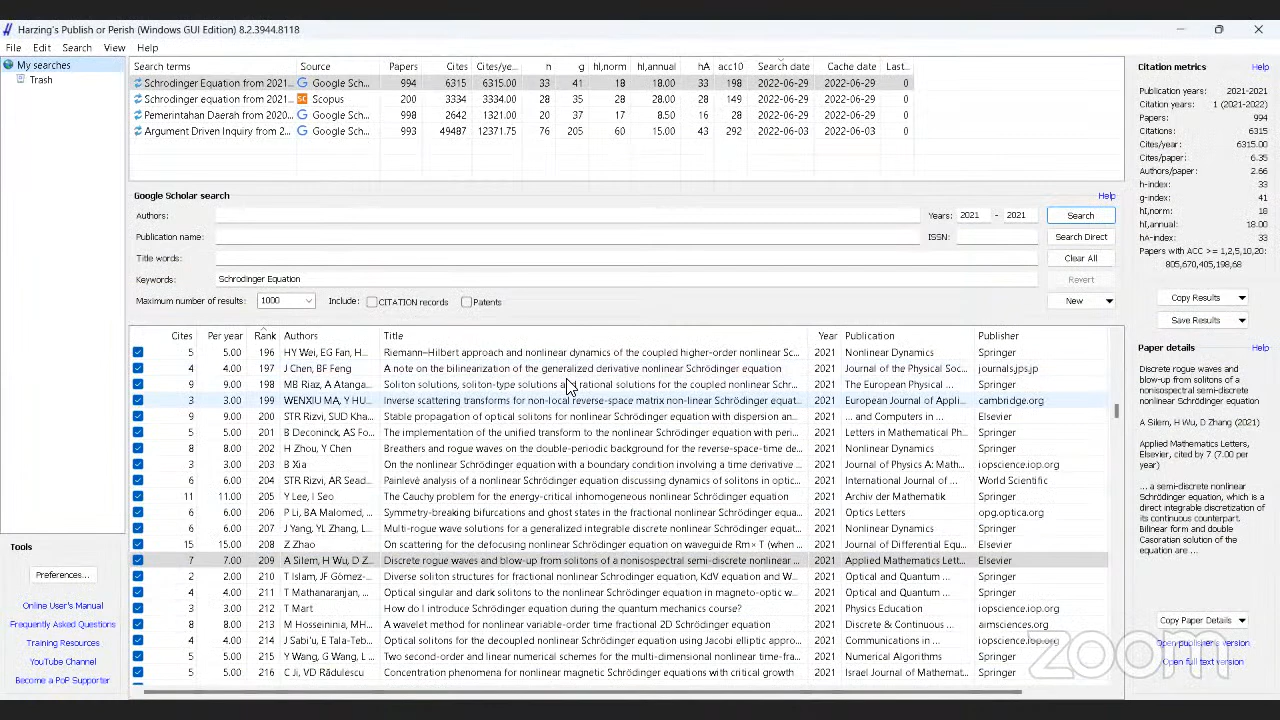 Harzing's Publish or Perish (Windows GUI Edition) 8.2.3944.8118
File Edit Search View Help
My searches
Trash
Search terms Source Papers Cites Cites/ye... h g hI,norm hI,annual hA acc10 Search date Cache date Last...
Schrodinger Equation from 2021... Google Sch... 994 6315 6315.00 33 41 18 18.00 33 198 2022-06-29 2022-06-29 0
Schrodinger equation from 2021... Scopus 200 3334 3334.00 28 35 28 28.00 28 149 2022-06-29 2022-06-29 0
Pemerintahan Daerah from 2020... Google Sch... 998 2642 1321.00 20 37 17 8.50 16 28 2022-06-29 2022-06-29 0
Argument Driven Inquiry from 2... Google Sch... 993 49487 12371.75 76 205 60 15.00 43 292 2022-06-03 2022-06-03 0
Google Scholar search Help
Authors: Years: 2021 - 2021 Search
Publication name: ISSN: Search Direct
Title words: Clear All
Keywords: Schrodinger Equation Revert
Maximum number of results: 1000 Include: CITATION records Patents New
Cites Per year Rank Authors Title Year Publication Publisher
5 5.00 196 HY Wei, EG Fan, H... Riemann–Hilbert approach and nonlinear dynamics of the coupled higher-order nonlinear Sc... 2021 Nonlinear Dynamics Springer
4 4.00 197 J Chen, BF Feng A note on the bilinearization of the generalized derivative nonlinear Schrödinger equation 2021 Journal of the Physical Soc... journals.jps.jp
9 9.00 198 MB Riaz, A Atanga... Soliton solutions, soliton-type solutions and rational solutions for the coupled nonlinear Schr... 2021 The European Physical ... Springer
3 3.00 199 WENXIU MA, Y HU... Inverse scattering transforms for non-local reverse-space matrix non-linear Schrödinger equat... 2021 European Journal of Appli... cambridge.org
9 9.00 200 STR Rizvi, SUD Kha... Stable propagation of optical solitons for nonlinear Schrödinger equation with dispersion an... 2021 ... and Computers in ... Elsevier
5 5.00 201 B Deconinck, AS Fo... The implementation of the unified transform to the nonlinear Schrödinger equation with peri... 2021 Letters in Mathematical Ph... Springer
8 8.00 202 H Zhou, Y Chen Breathers and rogue waves on the double-periodic background for the reverse-space-time de... 2021 Nonlinear Dynamics Springer
3 3.00 203 B Xia On the nonlinear Schrödinger equation with a boundary condition involving a time derivative ... 2021 Journal of Physics A: Math... iopscience.iop.org
6 6.00 204 STR Rizvi, AR Sead... Painlevé analysis of a nonlinear Schrödinger equation discussing dynamics of solitons in optic... 2021 International Journal of ... World Scientific
11 11.00 205 Y Lee, I Seo The Cauchy problem for the energy-critical inhomogeneous nonlinear Schrödinger equation 2021 Archiv der Mathematik Springer
6 6.00 206 P Li, BA Malomed, ... Symmetry-breaking bifurcations and ghost states in the fractional nonlinear Schrödinger equa... 2021 Optics Letters opg.optica.org
6 6.00 207 J Yang, YL Zhang, L... Multi-rogue wave solutions for a generalized integrable discrete nonlinear Schrödinger equat... 2021 Nonlinear Dynamics Springer
15 15.00 208 Z Zhao On scattering for the defocusing nonlinear Schrödinger equation on waveguide Rm× T (when ... 2021 Journal of Differential Equ... Elsevier
7 7.00 209 A Silem, H Wu, D Z... Discrete rogue waves and blow-up from solitons of a nonisospectral semi-discrete nonlinear ... 2021 Applied Mathematics Lett... Elsevier
2 2.00 210 T Islam, JF Gómez-... Diverse soliton structures for fractional nonlinear Schrodinger equation, KdV equation and W... 2021 Optical and Quantum ... Springer
4 4.00 211 T Mathanaranjan, ... Optical singular and dark solitons to the nonlinear Schrödinger equation in magneto-optic w... 2021 Optical and Quantum ... Springer
3 3.00 212 T Mart How do I introduce Schrödinger equation during the quantum mechanics course? 2021 Physics Education iopscience.iop.org
8 8.00 213 M Hosseininia, MH... A wavelet method for nonlinear variable-order time fractional 2D Schrödinger equation 2021 Discrete & Continuous ... aimsciences.org
4 4.00 214 J Sabi'u, E Tala-Teb... Optical solitons for the decoupled nonlinear Schrödinger equation using Jacobi elliptic appro... 2021 Communications in ... iopscience.iop.org
5 5.00 215 Y Wang, G Wang, L ... Two second-order and linear numerical schemes for the multi-dimensional nonlinear time-fra... 2021 Numerical Algorithms Springer
5 5.00 216 C Ji, VD Rădulescu Concentration phenomena for nonlinear magnetic Schrödinger equations with critical growth 2021 Israel Journal of Mathemat... Springer
Tools
Preferences...
Online User's Manual
Frequently Asked Questions
Training Resources
YouTube Channel
Become a PoP Supporter
Citation metrics Help
Publication years: 2021-2021
Citation years: 1 (2021-2022)
Papers: 994
Citations: 6315
Cites/year: 6315.00
Cites/paper: 6.35
Authors/paper: 2.66
h-index: 33
g-index: 41
hI,norm: 18
hI,annual: 18.00
hA-index: 33
Papers with ACC >= 1,2,5,10,20:
805,670,405,198,68
Copy Results
Save Results
Paper details Help
Discrete rogue waves and
blow-up from solitons of a
nonisospectral semi-discrete
nonlinear Schrödinger
equation
A Silem, H Wu, D Zhang (2021)
Applied Mathematics Letters,
Elsevier, cited by 7 (7.00 per
year)
... a semi-discrete nonlinear
Schrödinger equation, which is a
direct integrable discretization of
its continuous counterpart.
Bilinear form and double
Casoratian solution of the
equation are ...
Copy Paper Details
Open publisher's version
Open full text version
zoom